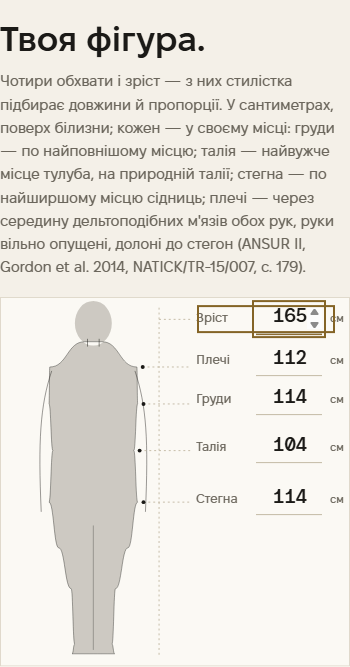 Твоя фігура.
Чотири обхвати і зріст — з них стилістка
підбирає довжини й пропорції. У сантиметрах,
поверх білизни; кожен — у своєму місці: груди
— по найповнішому місцю; талія — найвужче
місце тулуба, на природній талії; стегна — по
найширшому місцю сідниць; плечі — через
середину дельтоподібних м'язів обох рук, руки
вільно опущені, долоні до стегон (ANSUR II,
Gordon et al. 2014, NATICK/TR-15/007, с. 179).
Зріст 165 см
Плечі 112 см
Груди 114 см
Талія 104 см
Стегна 114 см